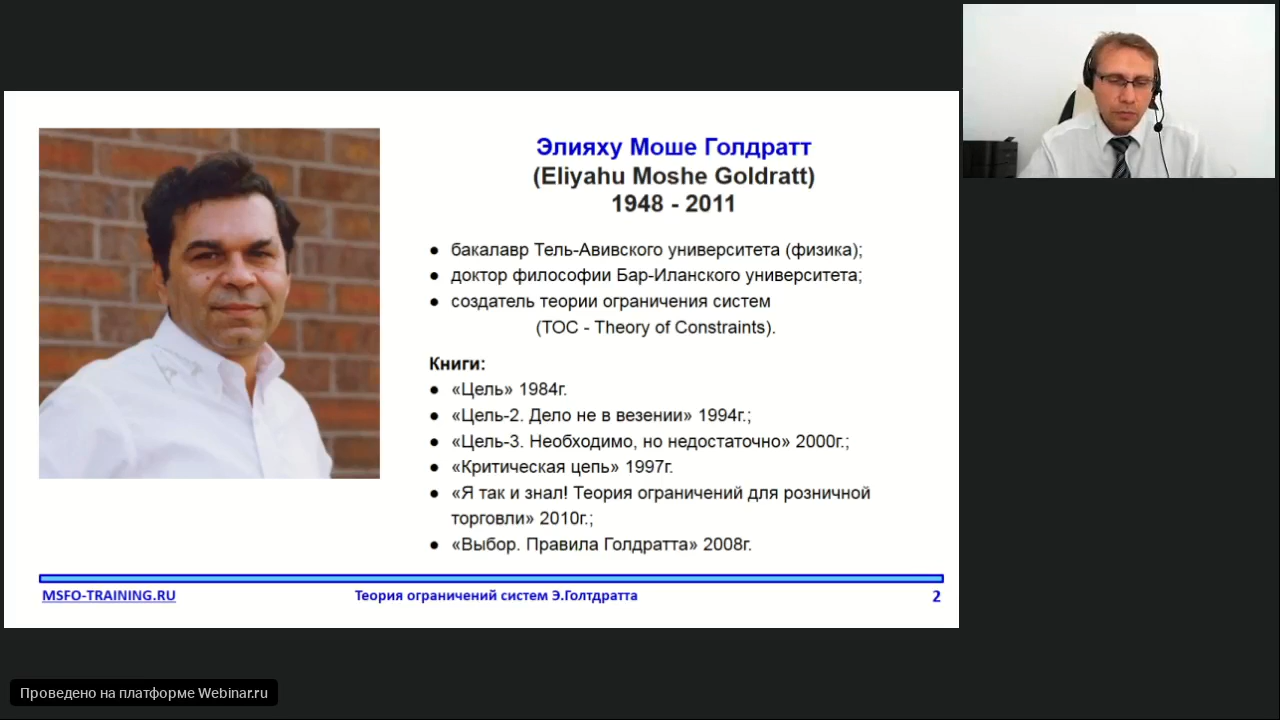 Элияху Моше Голдратт
(Eliyahu Moshe Goldratt)
1948 - 2011
● бакалавр Тель-Авивского университета (физика);
● доктор философии Бар-Иланского университета;
● создатель теории ограничения систем
(TOC - Theory of Constraints).
Книги:
● «Цель» 1984г.
● «Цель-2. Дело не в везении» 1994г.;
● «Цель-3. Необходимо, но недостаточно» 2000г.;
● «Критическая цепь» 1997г.
● «Я так и знал! Теория ограничений для розничной
торговли» 2010г.;
● «Выбор. Правила Голдратта» 2008г.
MSFO-TRAINING.RU Теория ограничений систем Э.Голтдратта 2
Проведено на платформе Webinar.ru